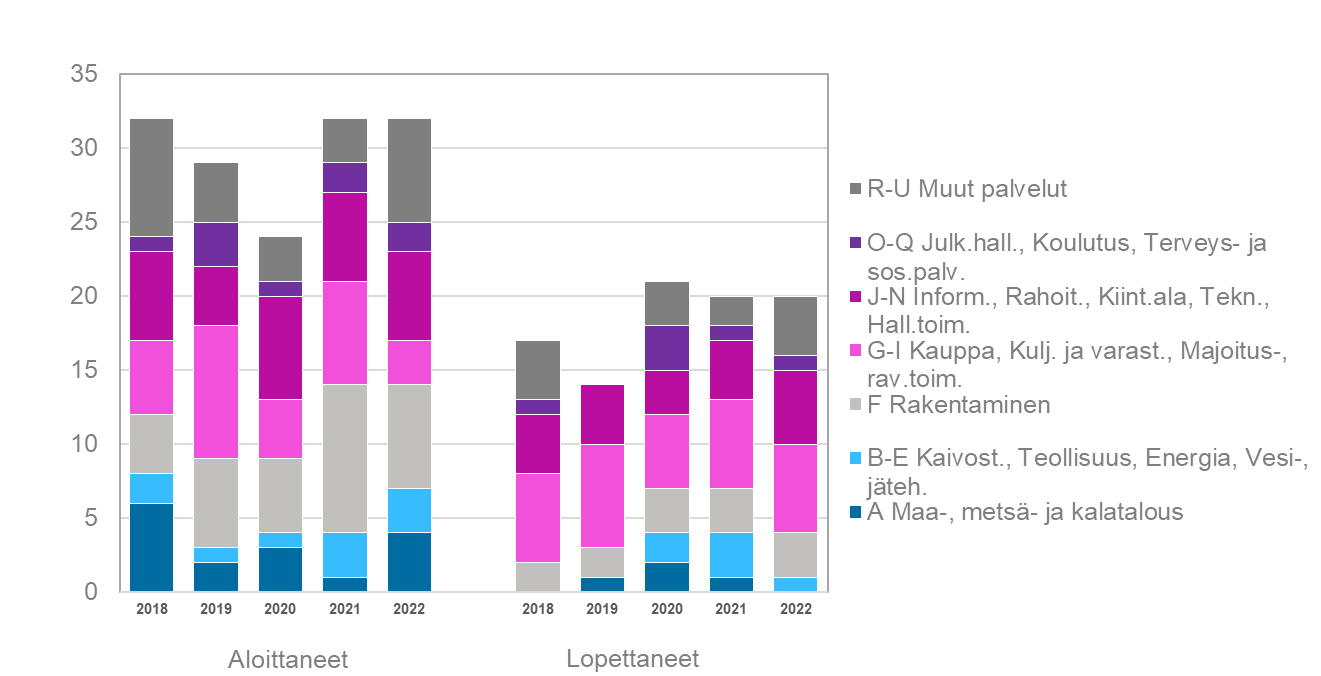 35
30
25
20
15
10
5
0
2018 2019 2020 2021 2022 2018 2019 2020 2021 2022
Aloittaneet Lopettaneet
R-U Muut palvelut
O-Q Julk.hall., Koulutus, Terveys- ja
sos.palv.
J-N Inform., Rahoit., Kiint.ala, Tekn.,
Hall.toim.
G-I Kauppa, Kulj. ja varast., Majoitus-,
rav.toim.
F Rakentaminen
B-E Kaivost., Teollisuus, Energia, Vesi-,
jäteh.
A Maa-, metsä- ja kalatalous